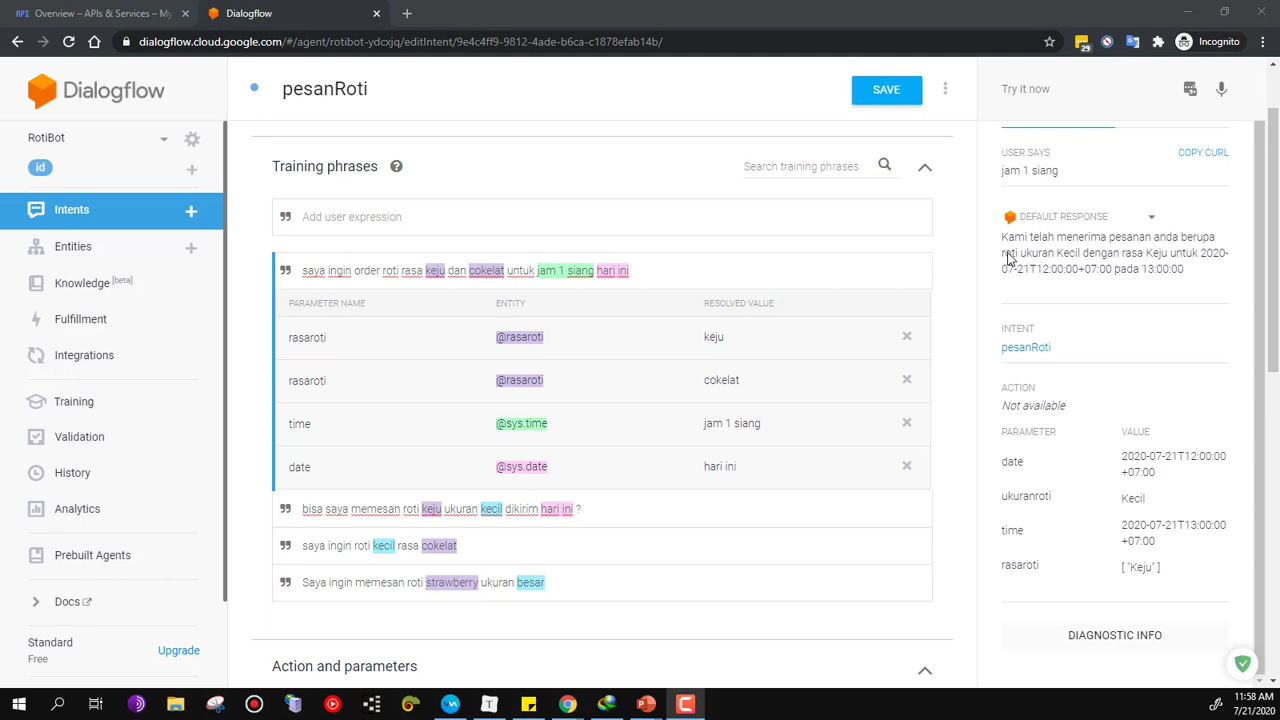 API Overview – APIs & Services – My
Dialogflow
dialogflow.cloud.google.com/#/agent/rotibot-ydcxjq/editIntent/9e4c4ff9-9812-4ade-b6ca-c1878efab14b/
29
Incognito
Dialogflow
RotiBot
id
Intents
Entities
Knowledge [beta]
Fulfillment
Integrations
Training
Validation
History
Analytics
Prebuilt Agents
Docs
Standard
Free
Upgrade
pesanRoti
SAVE
Training phrases
Search training phrases
Add user expression
saya ingin order roti rasa keju dan cokelat untuk jam 1 siang hari ini
PARAMETER NAME ENTITY RESOLVED VALUE
rasaroti @rasaroti keju
rasaroti @rasaroti cokelat
time @sys.time jam 1 siang
date @sys.date hari ini
bisa saya memesan roti keju ukuran kecil dikirim hari ini ?
saya ingin roti kecil rasa cokelat
Saya ingin memesan roti strawberry ukuran besar
Action and parameters
Try it now
USER SAYS COPY CURL
jam 1 siang
DEFAULT RESPONSE
Kami telah menerima pesanan anda berupa
roti ukuran Kecil dengan rasa Keju untuk 2020-
07-21T12:00:00+07:00 pada 13:00:00
INTENT
pesanRoti
ACTION
Not available
PARAMETER VALUE
date 2020-07-21T12:00:00
+07:00
ukuranroti Kecil
time 2020-07-21T13:00:00
+07:00
rasaroti [ "Keju" ]
DIAGNOSTIC INFO
11:58 AM
7/21/2020